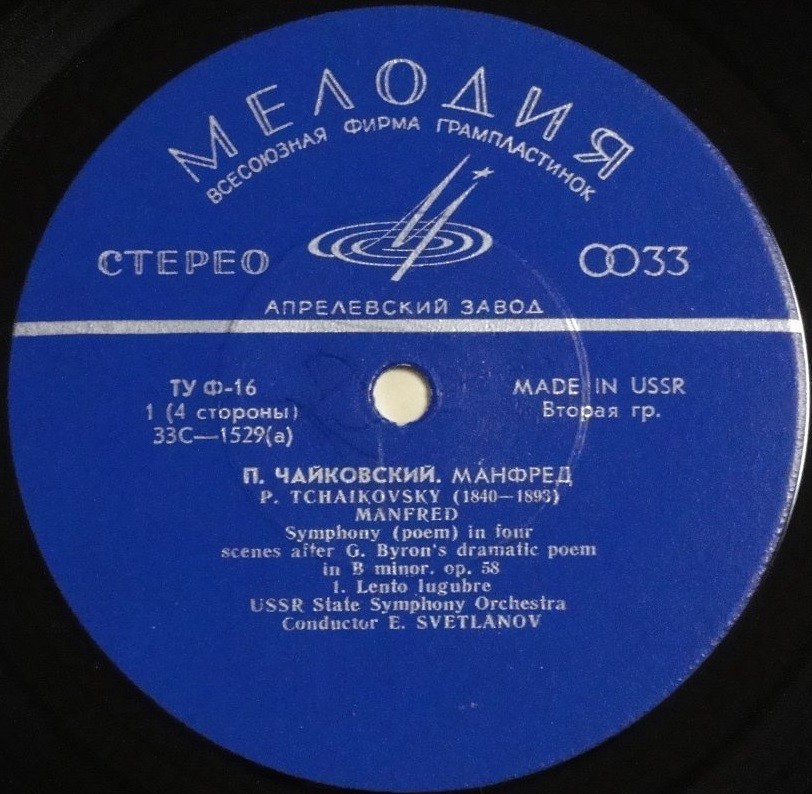 МЕЛОДИЯ
ВСЕСОЮЗНАЯ ФИРМА ГРАМПЛАСТИНОК
СТЕРЕО
33
АПРЕЛЕВСКИЙ ЗАВОД
ТУ Ф-16
1 (4 стороны)
33С—1529(а)
MADE IN USSR
Вторая гр.
П. ЧАЙКОВСКИЙ. МАНФРЕД
P. TCHAIKOVSKY (1840—1893)
MANFRED
Symphony (poem) in four
scenes after G. Byron's dramatic poem
in B minor. op. 58
1. Lento lugubre
USSR State Symphony Orchestra
Conductor E. SVETLANOV